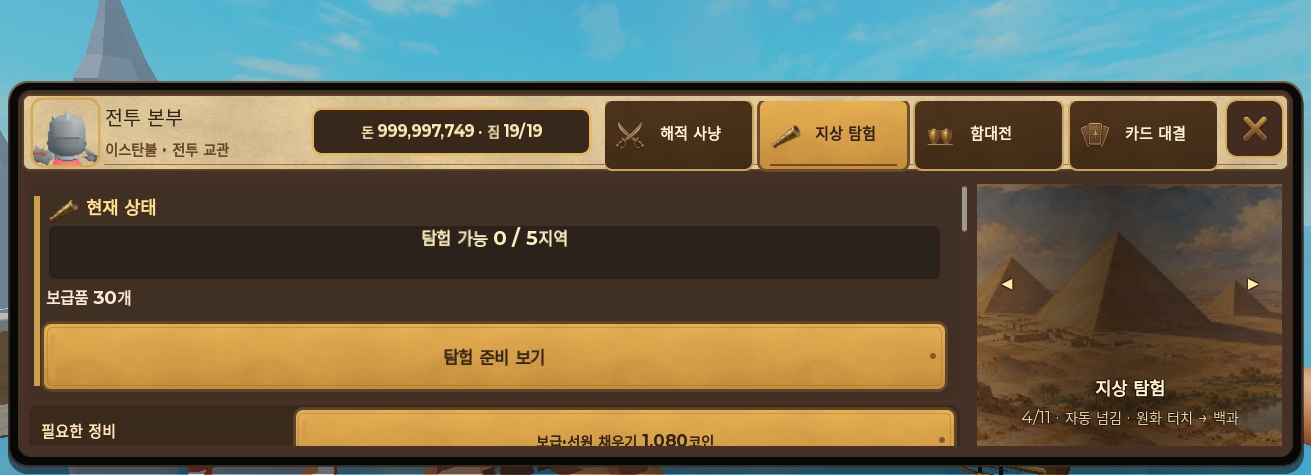 전투 본부
이스탄불 · 전투 교관
돈 999,997,749 · 짐 19/19
해적 사냥
지상 탐험
함대전
카드 대결
현재 상태
탐험 가능 0 / 5지역
보급품 30개
탐험 준비 보기
필요한 정비
보급·선원 채우기 1,080코인
지상 탐험
4/11 · 자동 넘김 · 원화 터치 → 백과